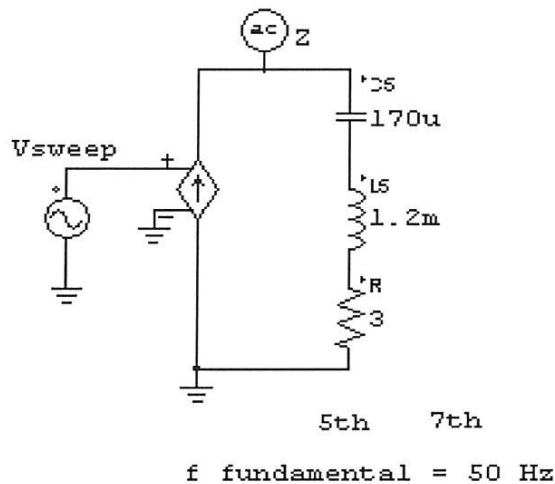 ac
Z
CS
170u
Vsweep
+
LS
1.2m
R
3
5th 7th
f fundamental = 50 Hz